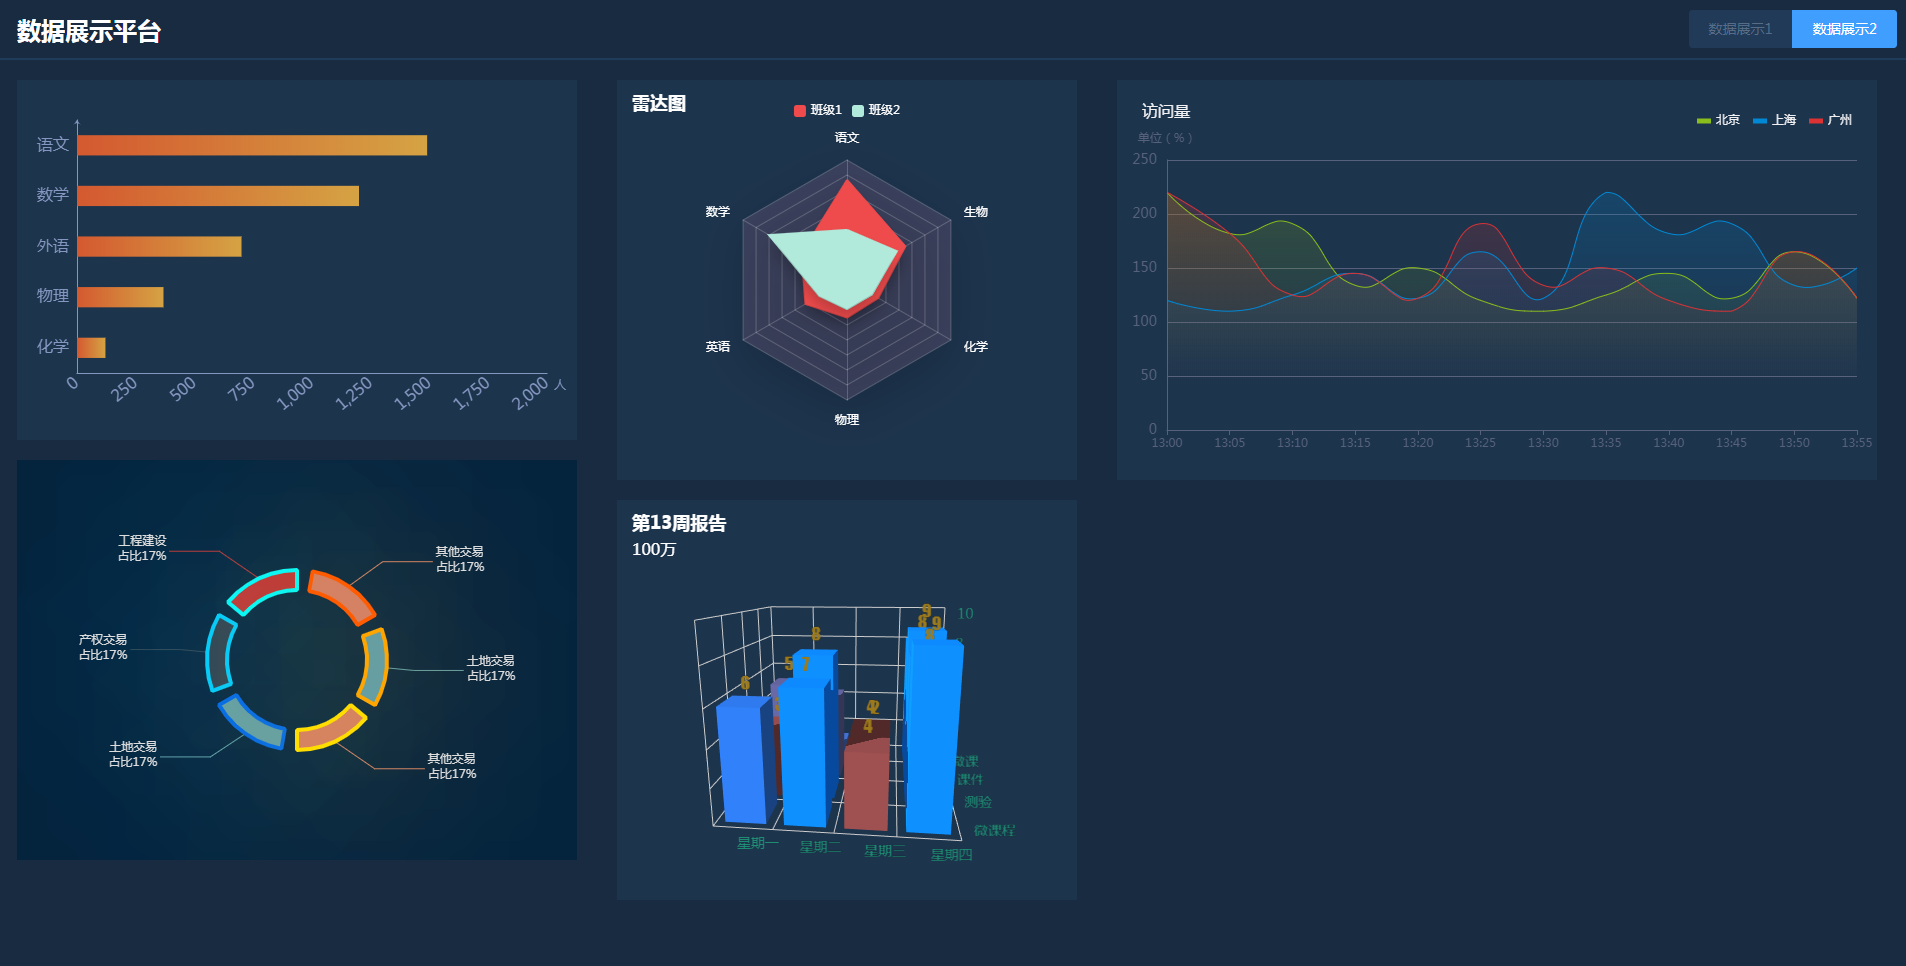 数据展示平台
数据展示1
数据展示2
语文
数学
外语
物理
化学
0
250
500
750
1,000
1,250
1,500
1,750
2,000
人
雷达图
班级1
班级2
语文
数学
生物
英语
化学
物理
访问量
单位 ( % )
北京
上海
广州
250
200
150
100
50
0
13:00
13:05
13:10
13:15
13:20
13:25
13:30
13:35
13:40
13:45
13:50
13:55
工程建设
占比17%
其他交易
占比17%
产权交易
占比17%
土地交易
占比17%
土地交易
占比17%
其他交易
占比17%
第13周报告
100万
10
9
8
9
8
5
7
6
4
2
4
微课
课件
测验
微课程
星期一
星期二
星期三
星期四